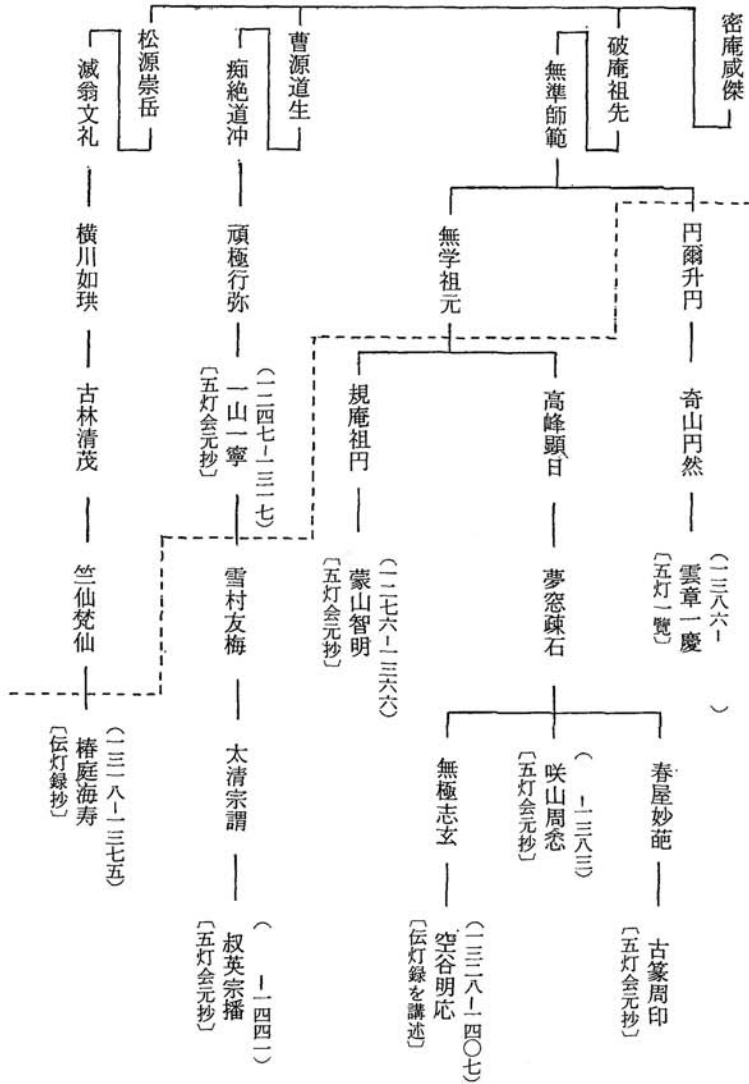 密庵咸傑
破庵祖先
無準師範
円爾升円
奇山円然
(一三八六ー　　)
雲章一慶
〔五灯一覧〕
無学祖元
高峰顕日
夢窓疎石
春屋妙葩
古篆周印
〔五灯会元抄〕
(　　ー一三八三)
咲山周悆
〔五灯会元抄〕
無極志玄
(一三二八ー一四〇七)
空谷明応
〔伝灯録を講述〕
規庵祖円
(一二七六ー一三六六)
蒙山智明
〔五灯会元抄〕
曹源道生
痴絶道冲
頑極行弥
(一二四七ー一三一七)
一山一寧
〔五灯会元抄〕
雪村友梅
太清宗謂
(　　ー一四四一)
叔英宗播
〔五灯会元抄〕
松源崇岳
滅翁文礼
横川如珙
古林清茂
竺仙梵仙
(一三一八ー一三七五)
椿庭海寿
〔伝灯録抄〕